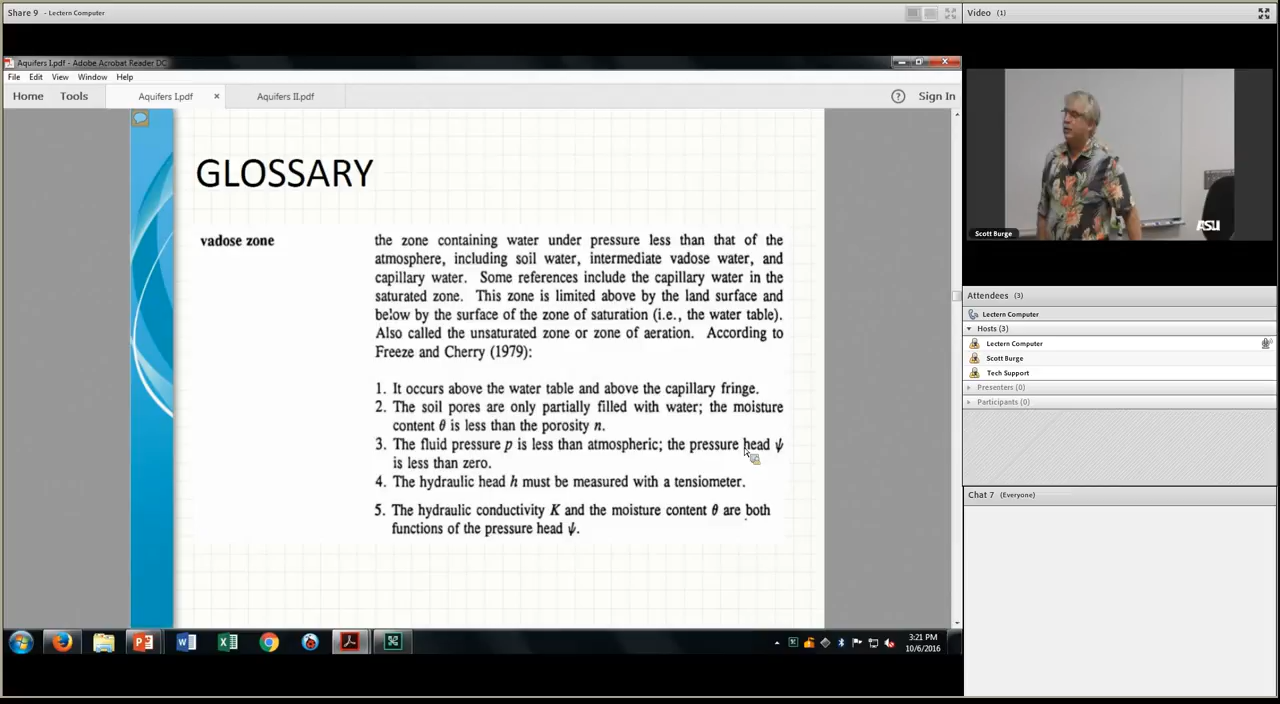 Share 9 - Lectern Computer
Video (1)
Aquifers I.pdf - Adobe Acrobat Reader DC
File Edit View Window Help
Home Tools Aquifers I.pdf × Aquifers II.pdf ? Sign In
GLOSSARY
vadose zone
the zone containing water under pressure less than that of the
atmosphere, including soil water, intermediate vadose water, and
capillary water. Some references include the capillary water in the
saturated zone. This zone is limited above by the land surface and
below by the surface of the zone of saturation (i.e., the water table).
Also called the unsaturated zone or zone of aeration. According to
Freeze and Cherry (1979):
1. It occurs above the water table and above the capillary fringe.
2. The soil pores are only partially filled with water; the moisture
content θ is less than the porosity n.
3. The fluid pressure p is less than atmospheric; the pressure head ψ
is less than zero.
4. The hydraulic head h must be measured with a tensiometer.
5. The hydraulic conductivity K and the moisture content θ are both
functions of the pressure head ψ.
3:21 PM
10/6/2016
Scott Burge
ASU
Attendees (3)
Lectern Computer
Hosts (3)
Lectern Computer
Scott Burge
Tech Support
Presenters (0)
Participants (0)
Chat 7 (Everyone)